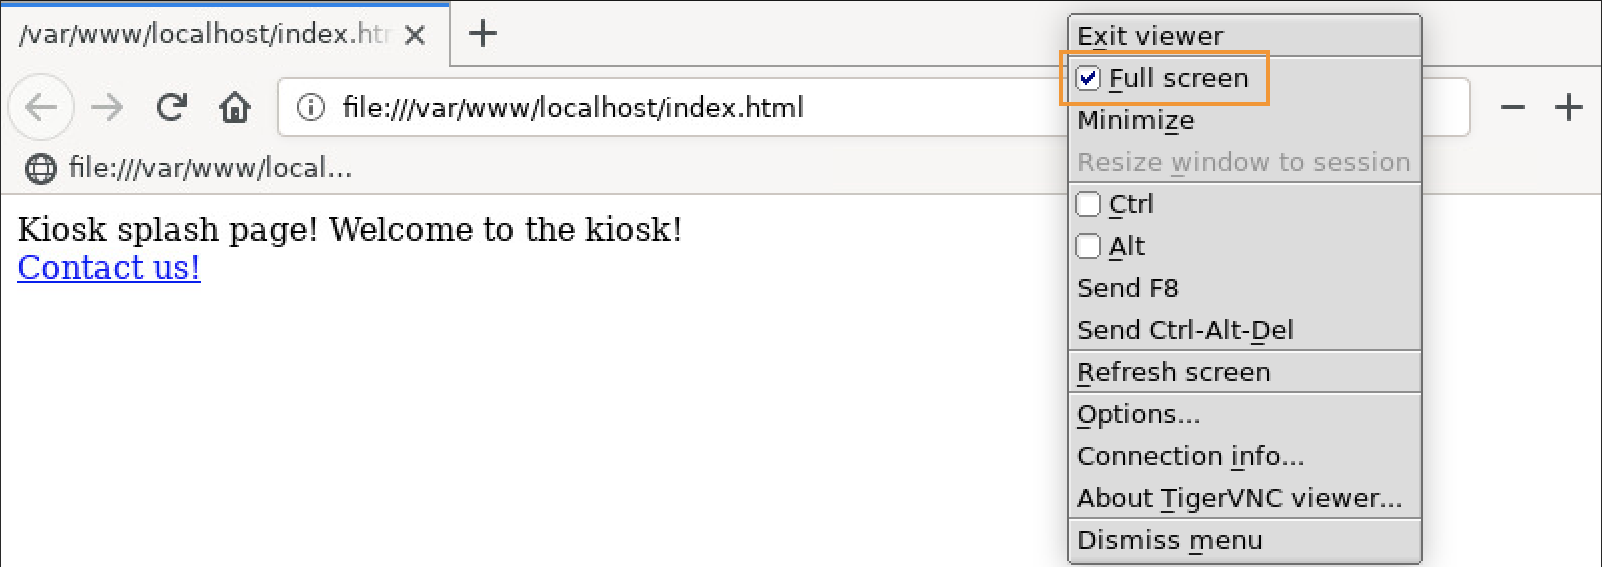 /var/www/localhost/index.htm
file:///var/www/localhost/index.html
file:///var/www/local...
Kiosk splash page! Welcome to the kiosk!
Contact us!
Exit viewer
Full screen
Minimize
Resize window to session
Ctrl
Alt
Send F8
Send Ctrl-Alt-Del
Refresh screen
Options...
Connection info...
About TigerVNC viewer...
Dismiss menu